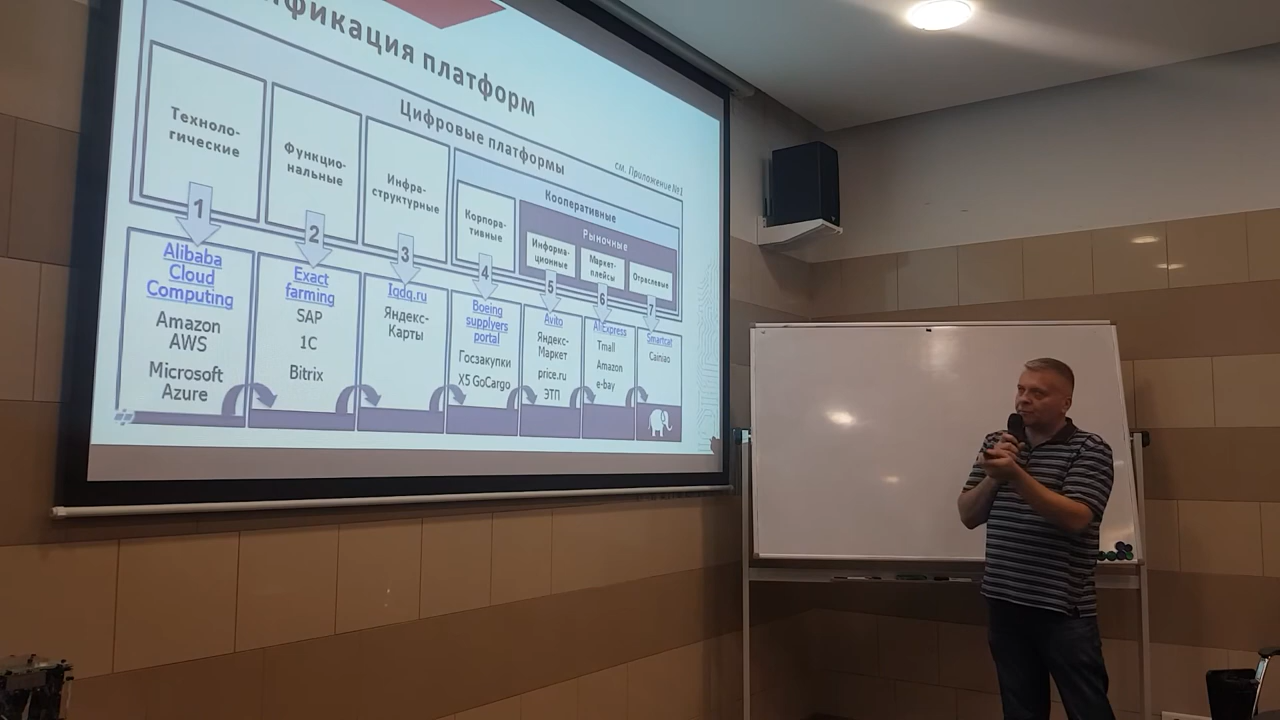 фикация платформ
Цифровые платформы
см. Приложение №1
Техноло-
гические
Функцио-
нальные
Инфра-
структурные
Кооперативные
Корпора-
тивные
Рыночные
Информа-
ционные
Маркет-
плейсы
Отраслевые
1
2
3
4
5
6
7
Alibaba
Cloud
Computing
Amazon
AWS
Microsoft
Azure
Exact
farming
SAP
1C
Bitrix
Iqdq.ru
Яндекс-
Карты
Boeing
supplyers
portal
Госзакупки
X5 GoCargo
Avito
Яндекс-
Маркет
price.ru
ЭТП
AliExpress
Tmall
Amazon
e-bay
Smartcat
Cainiao